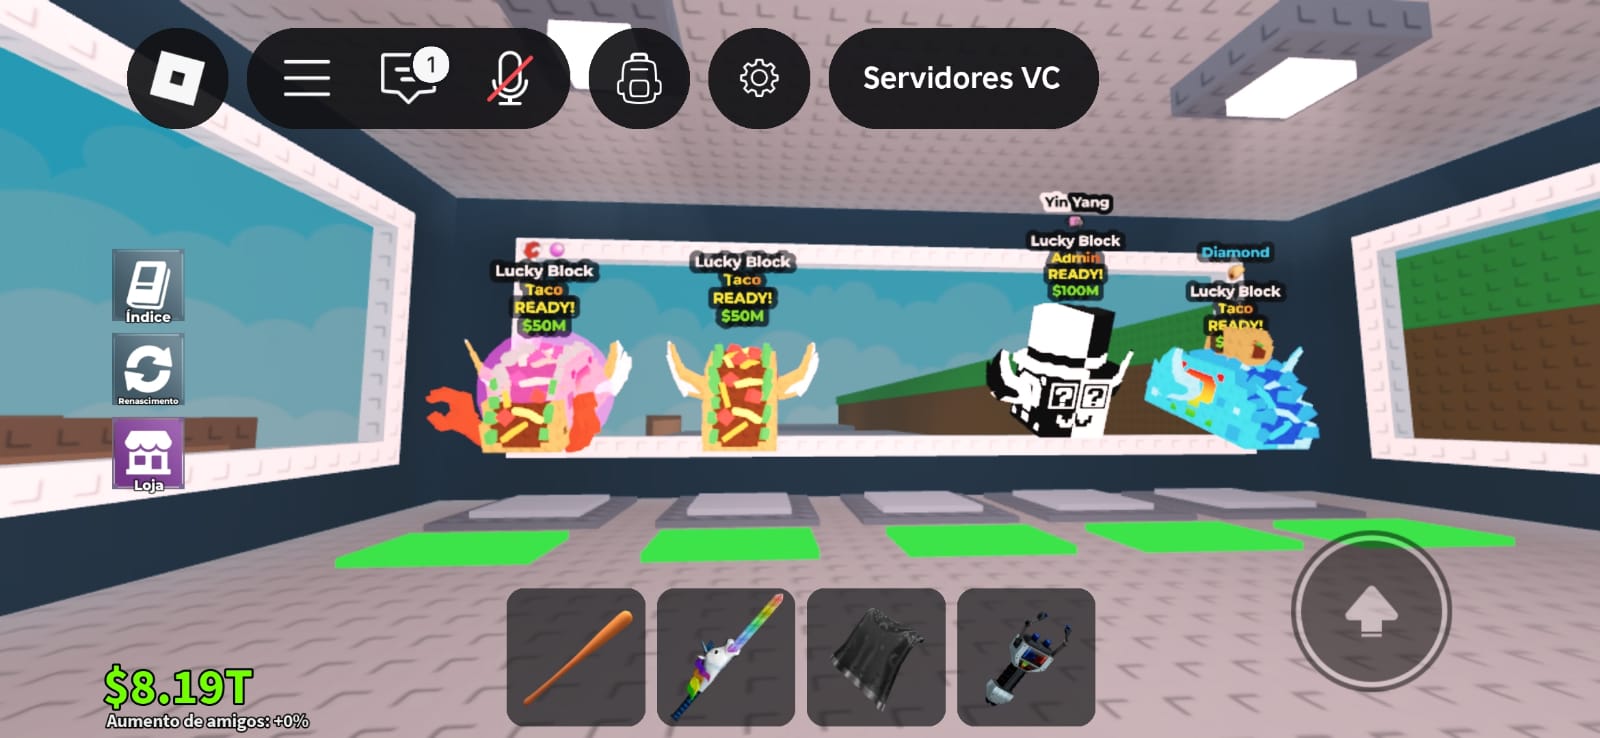 1
Servidores VC
Yin Yang
Lucky Block
Admin
READY!
$100M
Lucky Block
Taco
READY!
$50M
Lucky Block
Taco
READY!
$50M
Diamond
Lucky Block
Taco
READY!
$
? ?
Índice
Renascimento
Loja
$8.19T
Aumento de amigos: +0%